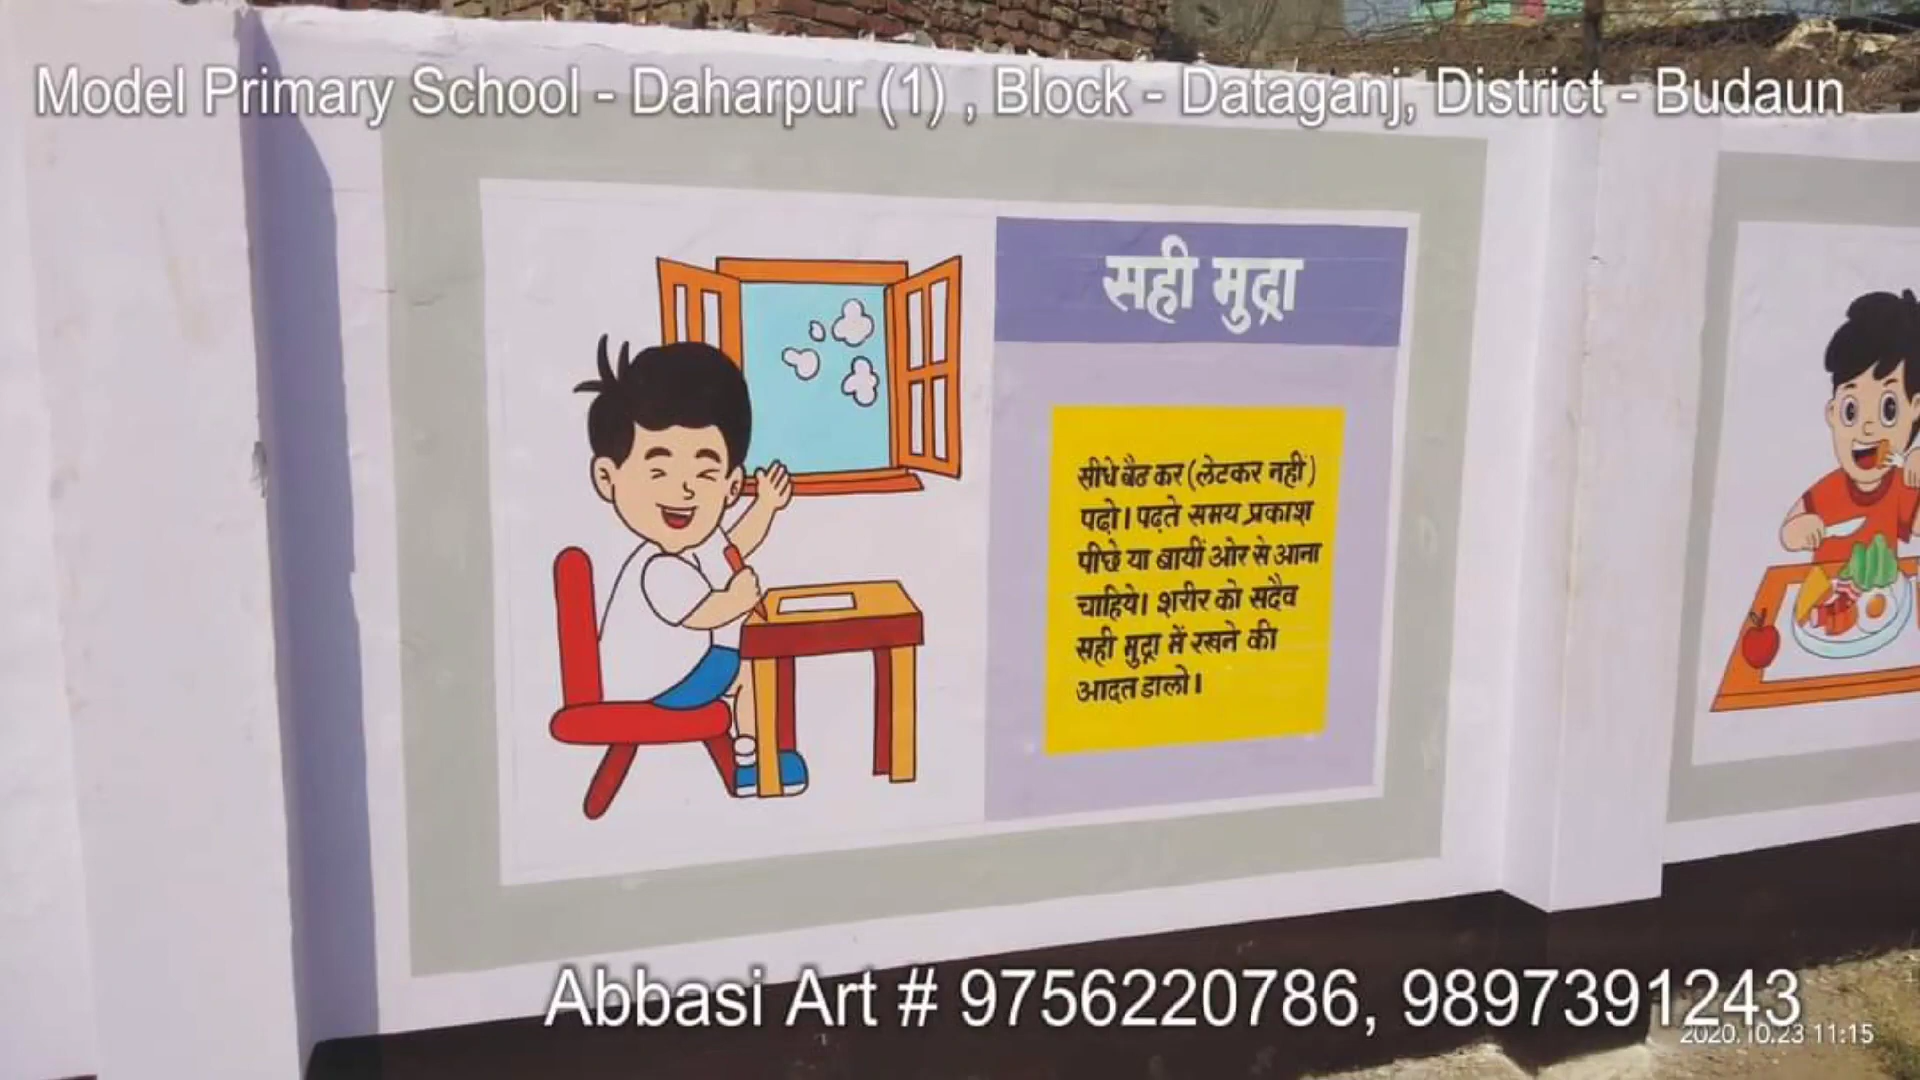 Model Primary School - Daharpur (1) , Block - Dataganj, District - Budaun
सही मुद्रा
सीधे बैठ कर (लेटकर नहीं)
पढ़ो। पढ़ते समय प्रकाश
पीछे या बायीं ओर से आना
चाहिये। शरीर को सदैव
सही मुद्रा में रखने की
आदत डालो।
Abbasi Art # 9756220786, 9897391243
2020.10.23 11:15